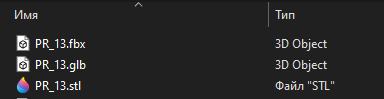 Имя Тип
PR_13.fbx 3D Object
PR_13.glb 3D Object
PR_13.stl Файл "STL"